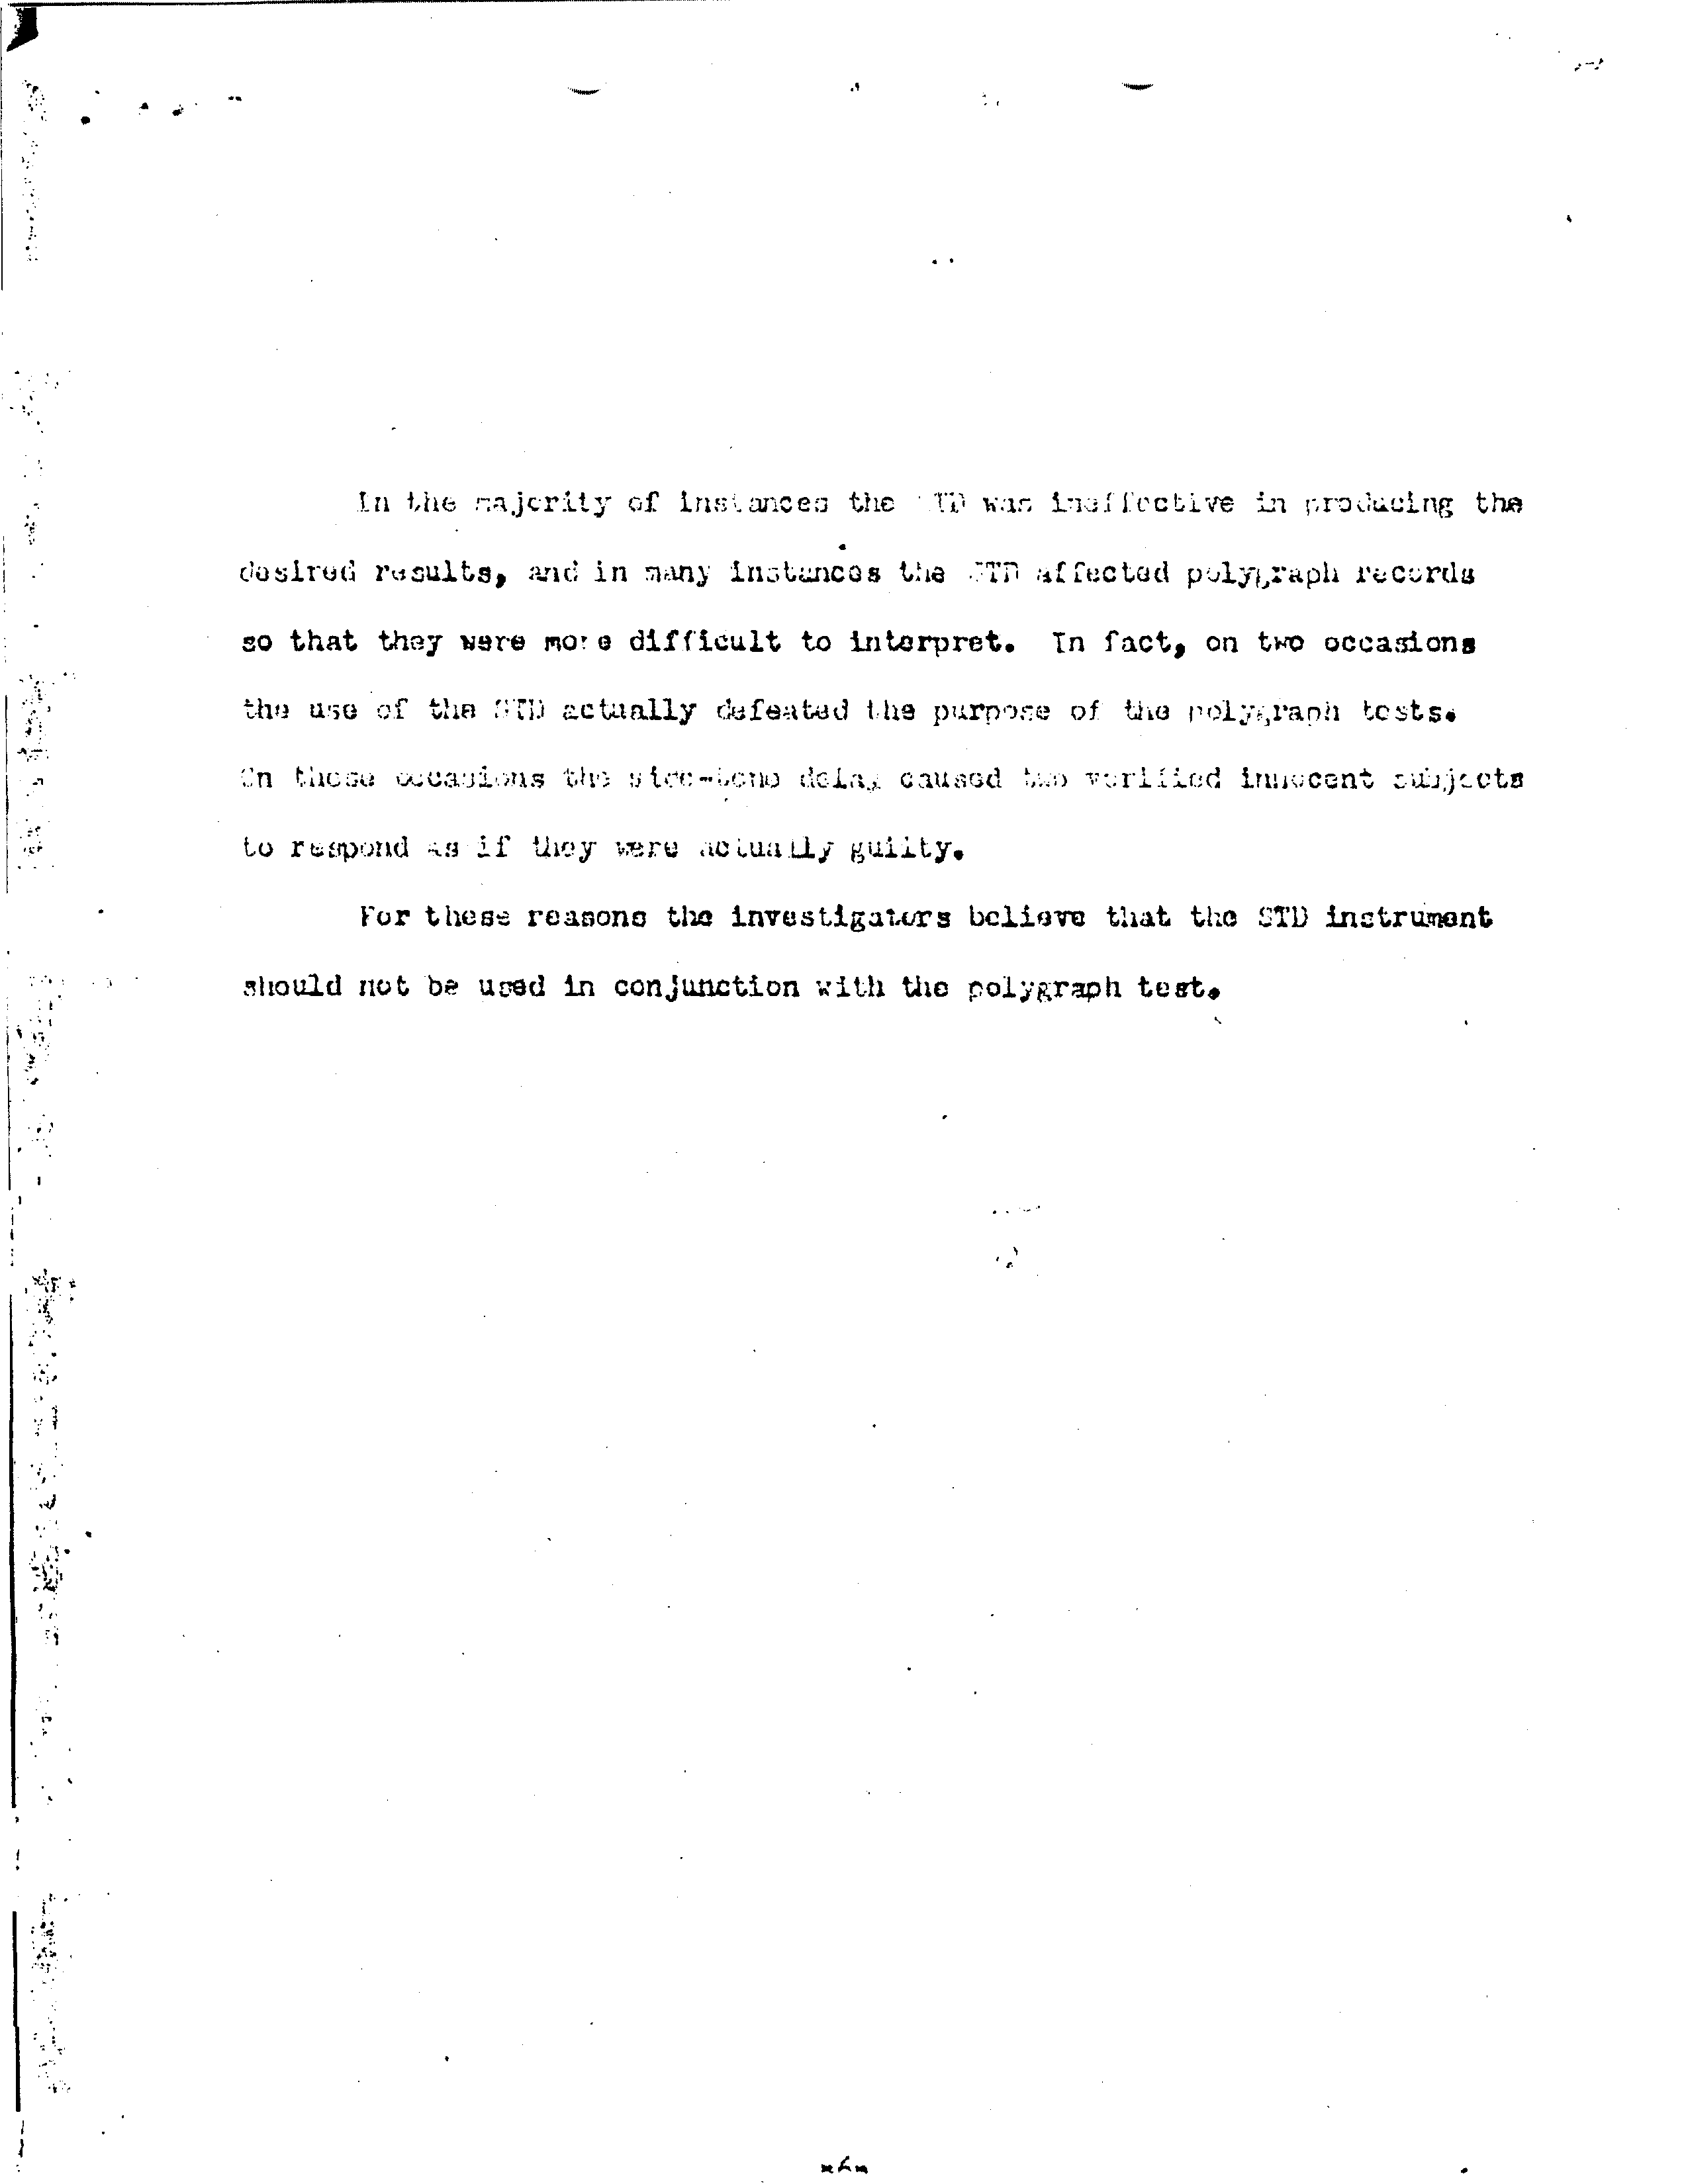 In the majority of instances the STD was ineffective in producing the
desired results, and in many instances the STD affected polygraph records
so that they were more difficult to interpret. In fact, on two occasions
the use of the STD actually defeated the purpose of the polygraph tests.
On these occasions the side-tone delay caused two verified innocent subjects
to respond as if they were actually guilty.
For these reasons the investigators believe that the STD instrument
should not be used in conjunction with the polygraph test.